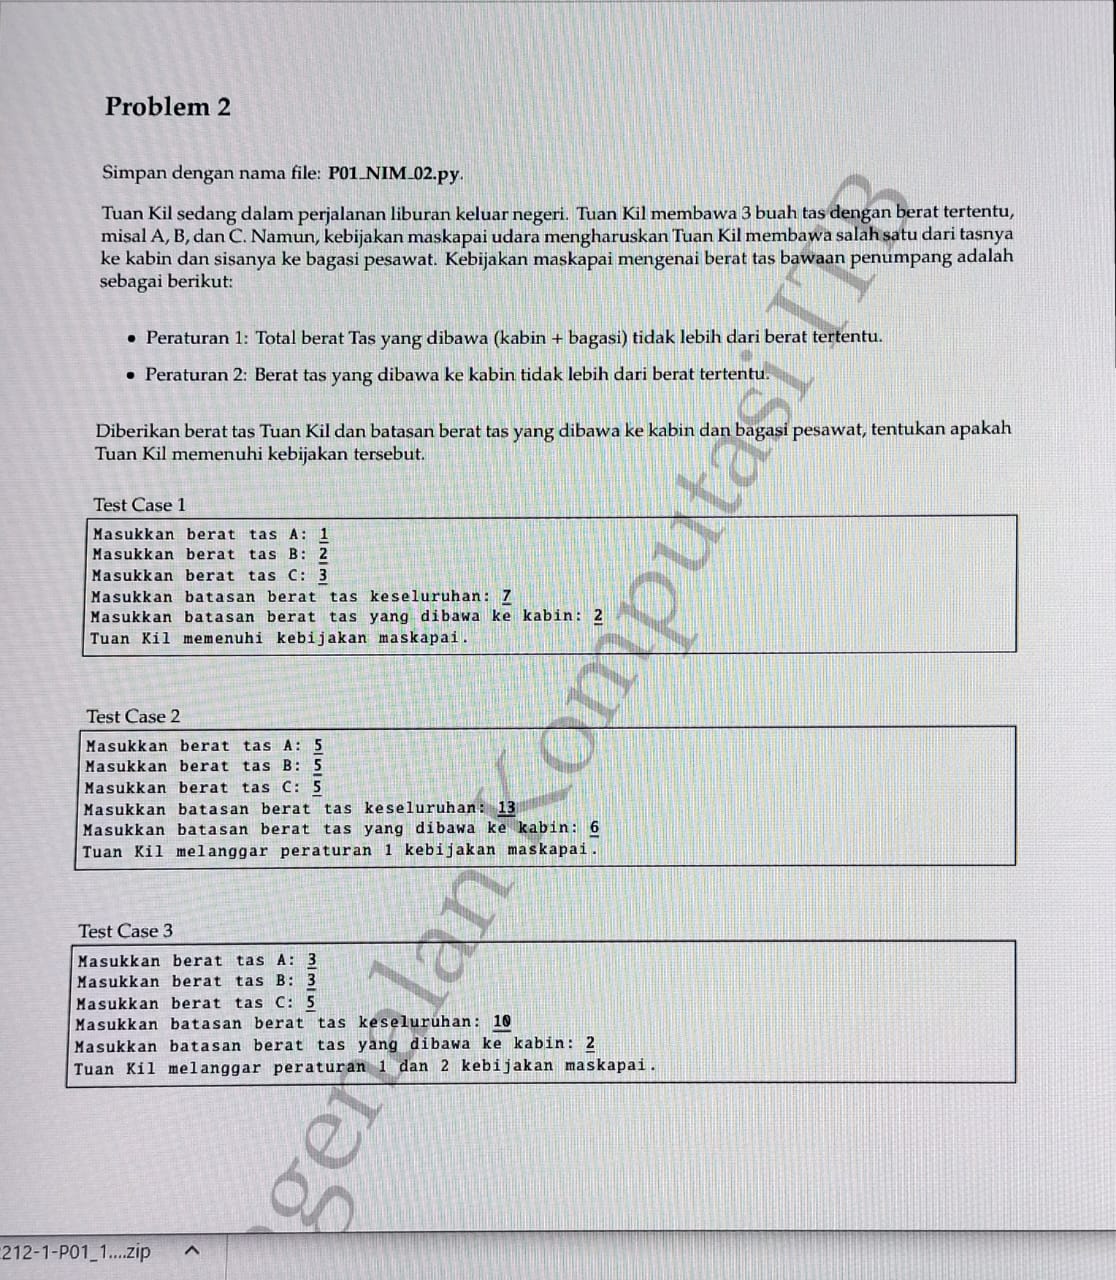 Problem 2
Simpan dengan nama file: P01_NIM_02.py.
Tuan Kil sedang dalam perjalanan liburan keluar negeri. Tuan Kil membawa 3 buah tas dengan berat tertentu,
misal A, B, dan C. Namun, kebijakan maskapai udara mengharuskan Tuan Kil membawa salah satu dari tasnya
ke kabin dan sisanya ke bagasi pesawat. Kebijakan maskapai mengenai berat tas bawaan penumpang adalah
sebagai berikut:
• Peraturan 1: Total berat Tas yang dibawa (kabin + bagasi) tidak lebih dari berat tertentu.
• Peraturan 2: Berat tas yang dibawa ke kabin tidak lebih dari berat tertentu.
Diberikan berat tas Tuan Kil dan batasan berat tas yang dibawa ke kabin dan bagasi pesawat, tentukan apakah
Tuan Kil memenuhi kebijakan tersebut.
Test Case 1
Masukkan berat tas A: 1
Masukkan berat tas B: 2
Masukkan berat tas C: 3
Masukkan batasan berat tas keseluruhan: 7
Masukkan batasan berat tas yang dibawa ke kabin: 2
Tuan Kil memenuhi kebijakan maskapai.
Test Case 2
Masukkan berat tas A: 5
Masukkan berat tas B: 5
Masukkan berat tas C: 5
Masukkan batasan berat tas keseluruhan: 13
Masukkan batasan berat tas yang dibawa ke kabin: 6
Tuan Kil melanggar peraturan 1 kebijakan maskapai.
Test Case 3
Masukkan berat tas A: 3
Masukkan berat tas B: 3
Masukkan berat tas C: 5
Masukkan batasan berat tas keseluruhan: 10
Masukkan batasan berat tas yang dibawa ke kabin: 2
Tuan Kil melanggar peraturan 1 dan 2 kebijakan maskapai.
genalan Komputasi ITB
212-1-P01_1....zip